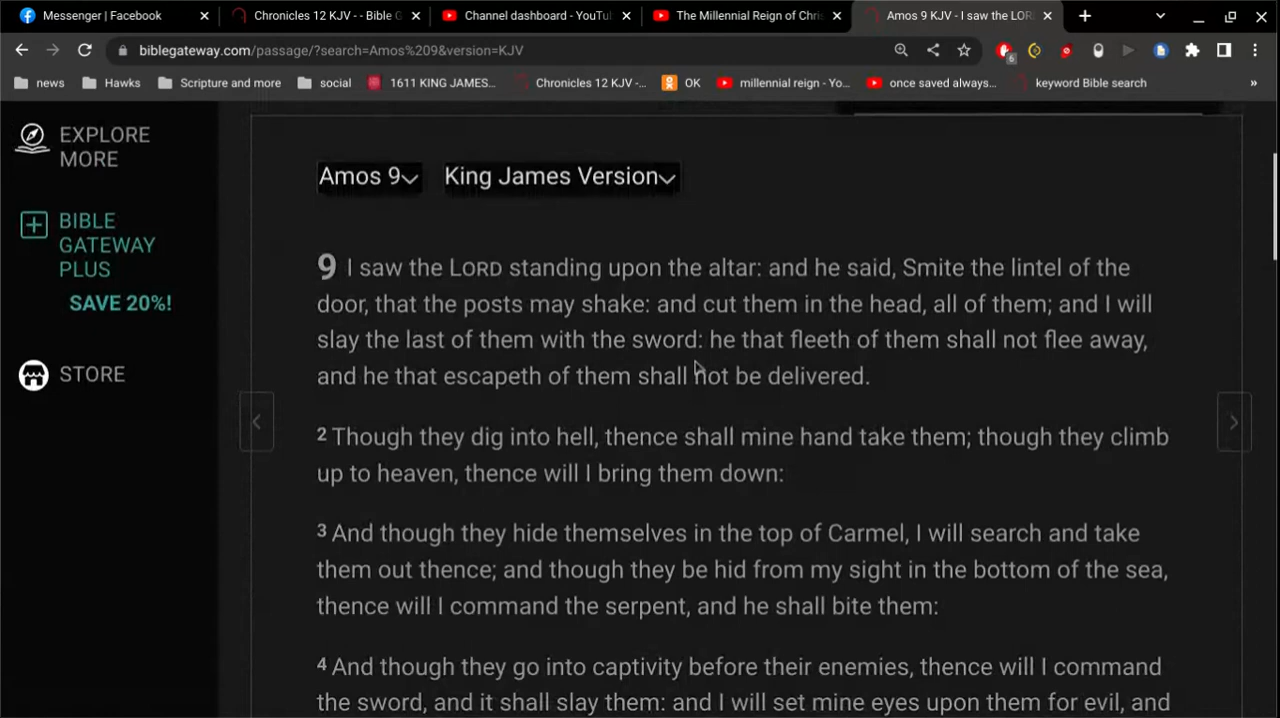 Messenger | Facebook
Chronicles 12 KJV - - Bible G
Channel dashboard - YouTu
The Millennial Reign of Chris
Amos 9 KJV - I saw the LORD
biblegateway.com/passage/?search=Amos%209&version=KJV
6
news
Hawks
Scripture and more
social
1611 KING JAMES...
Chronicles 12 KJV -...
OK
millennial reign - Yo...
once saved always...
keyword Bible search
»
EXPLORE
MORE
BIBLE
GATEWAY
PLUS
SAVE 20%!
STORE
Amos 9
King James Version
9 I saw the LORD standing upon the altar: and he said, Smite the lintel of the
door, that the posts may shake: and cut them in the head, all of them; and I will
slay the last of them with the sword: he that fleeth of them shall not flee away,
and he that escapeth of them shall not be delivered.
2 Though they dig into hell, thence shall mine hand take them; though they climb
up to heaven, thence will I bring them down:
3 And though they hide themselves in the top of Carmel, I will search and take
them out thence; and though they be hid from my sight in the bottom of the sea,
thence will I command the serpent, and he shall bite them:
4 And though they go into captivity before their enemies, thence will I command
the sword, and it shall slay them: and I will set mine eyes upon them for evil, and